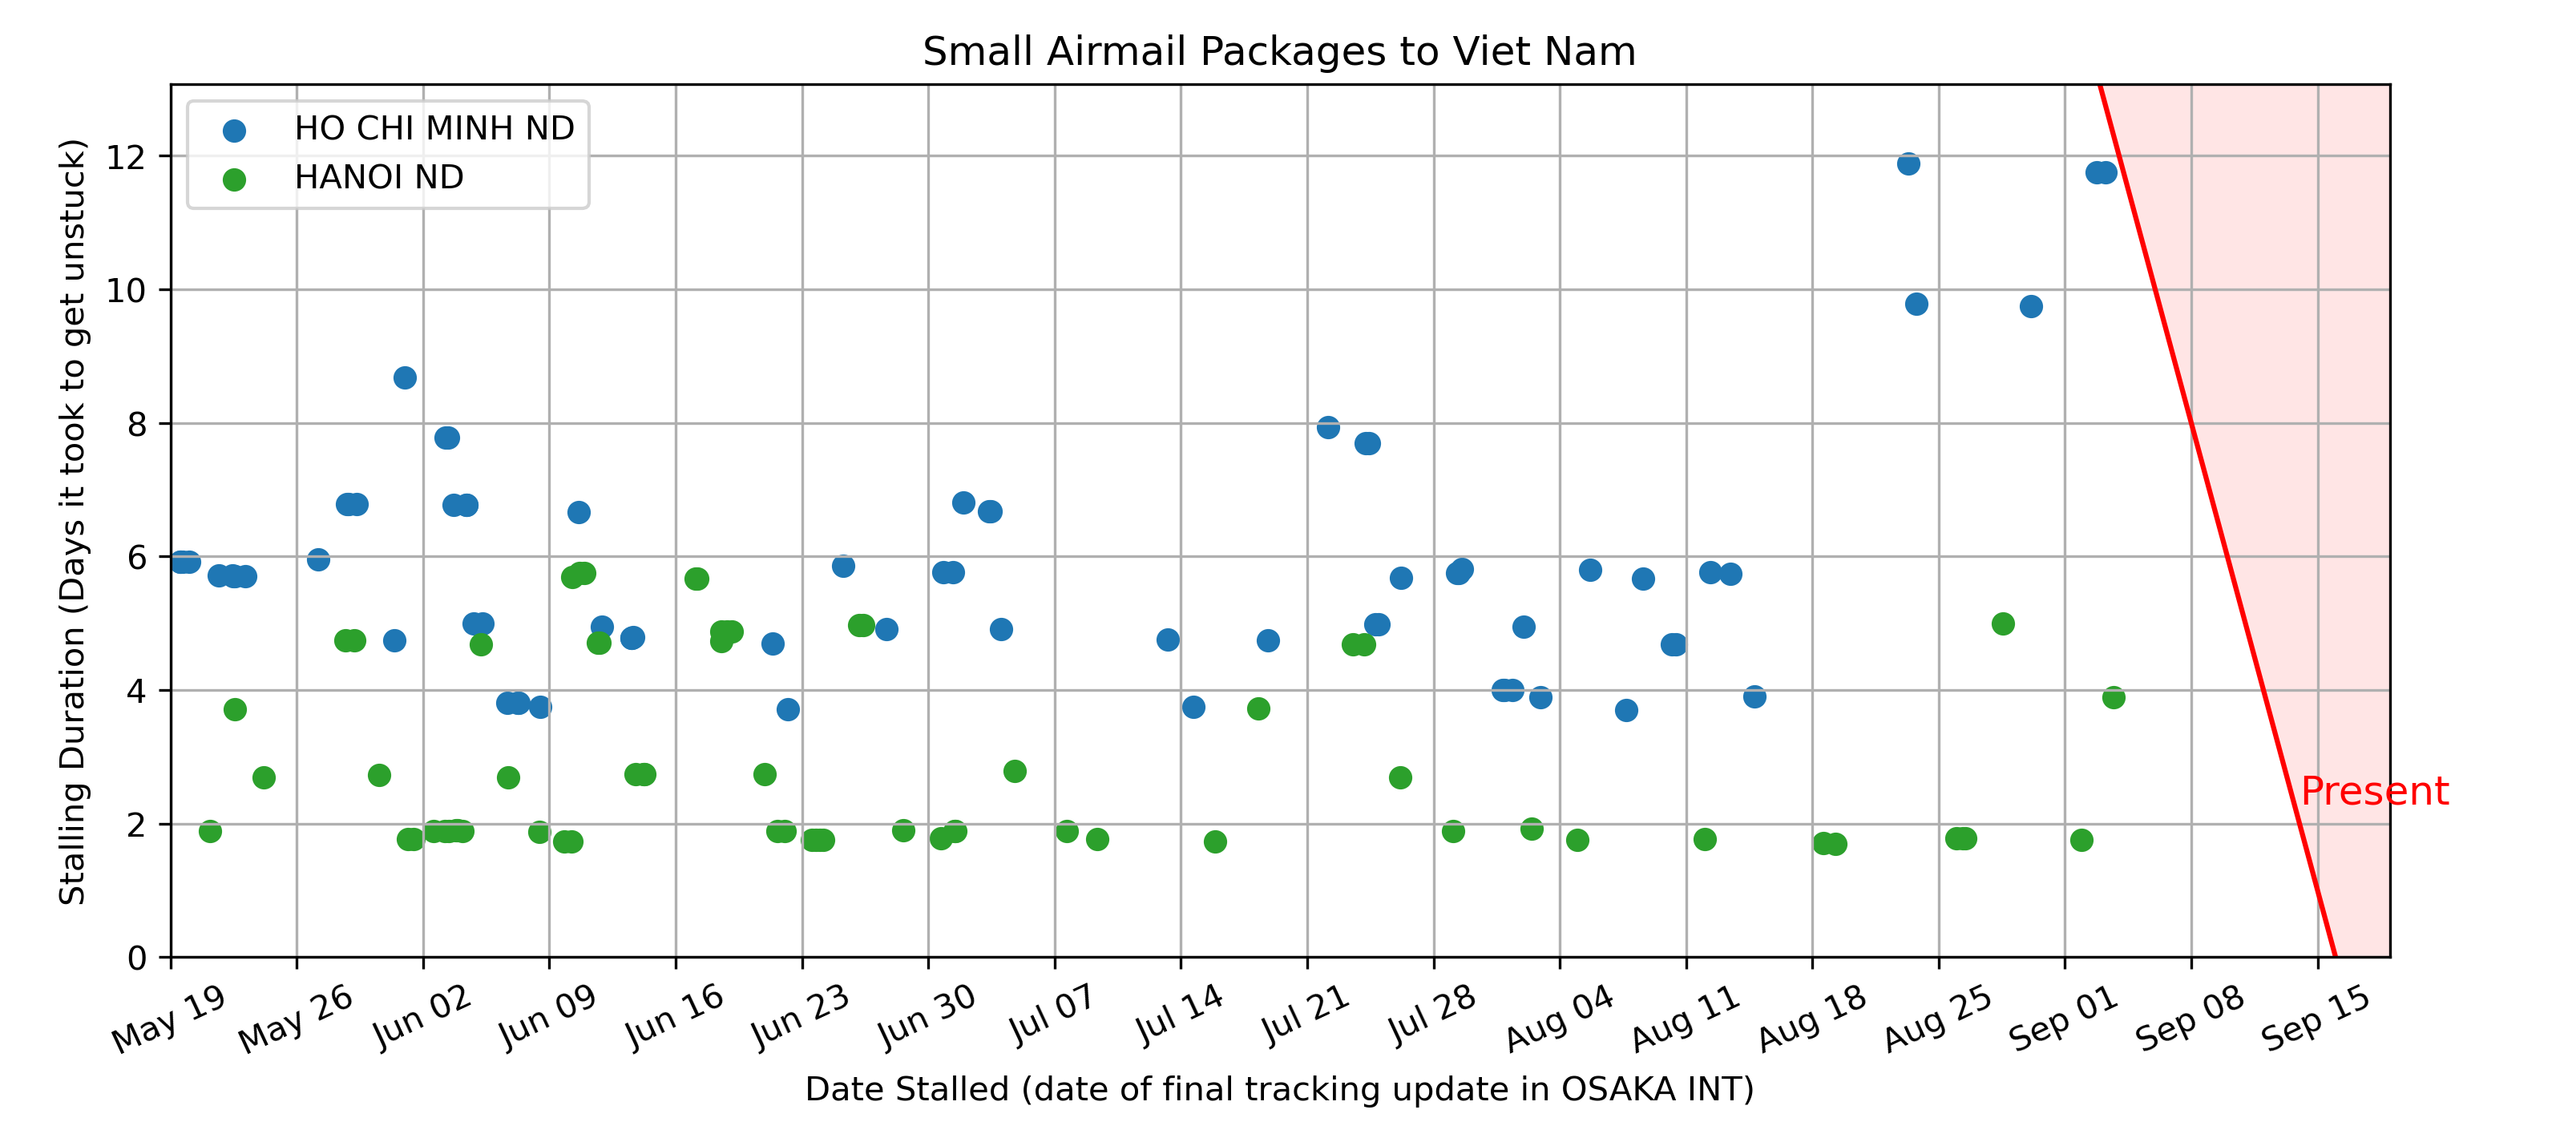 Small Airmail Packages to Viet Nam
HO CHI MINH ND
HANOI ND
Stalling Duration (Days it took to get unstuck)
12
10
8
6
4
2
0
Present
May 19
May 26
Jun 02
Jun 09
Jun 16
Jun 23
Jun 30
Jul 07
Jul 14
Jul 21
Jul 28
Aug 04
Aug 11
Aug 18
Aug 25
Sep 01
Sep 08
Sep 15
Date Stalled (date of final tracking update in OSAKA INT)